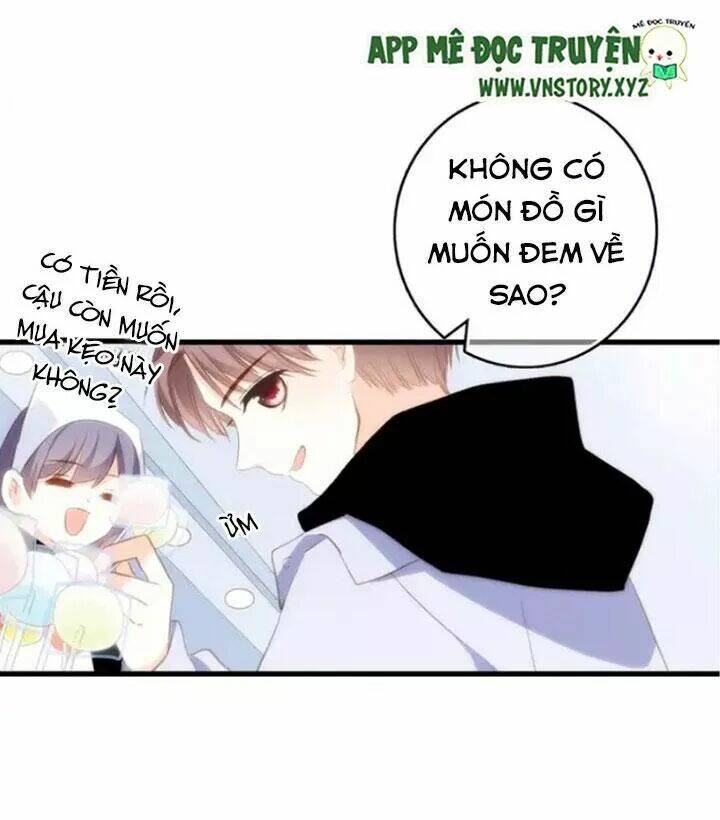 MÊ ĐỌC TRUYỆN
APP MÊ ĐỌC TRUYỆN
WWW.VNSTORY.XYZ
KHÔNG CÓ
MÓN ĐỒ GÌ
MUỐN ĐEM VỀ
SAO?
CÓ TIỀN RỒI,
CẬU CÒN MUỐN
MUA KẸO NÀY
KHÔNG?
ỪM